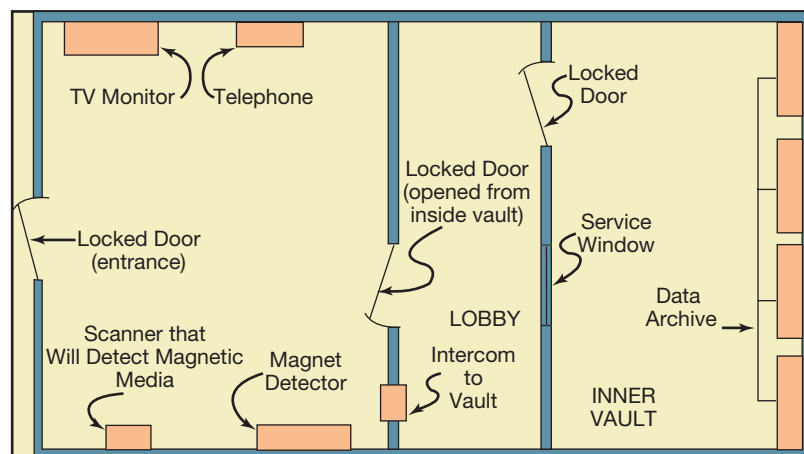 TV Monitor
Telephone
Locked
Door
Locked Door
(opened from
inside vault)
Service
Window
Locked Door
(entrance)
Data
Archive
LOBBY
Scanner that
Will Detect Magnetic
Media
Magnet
Detector
Intercom
to
Vault
INNER
VAULT